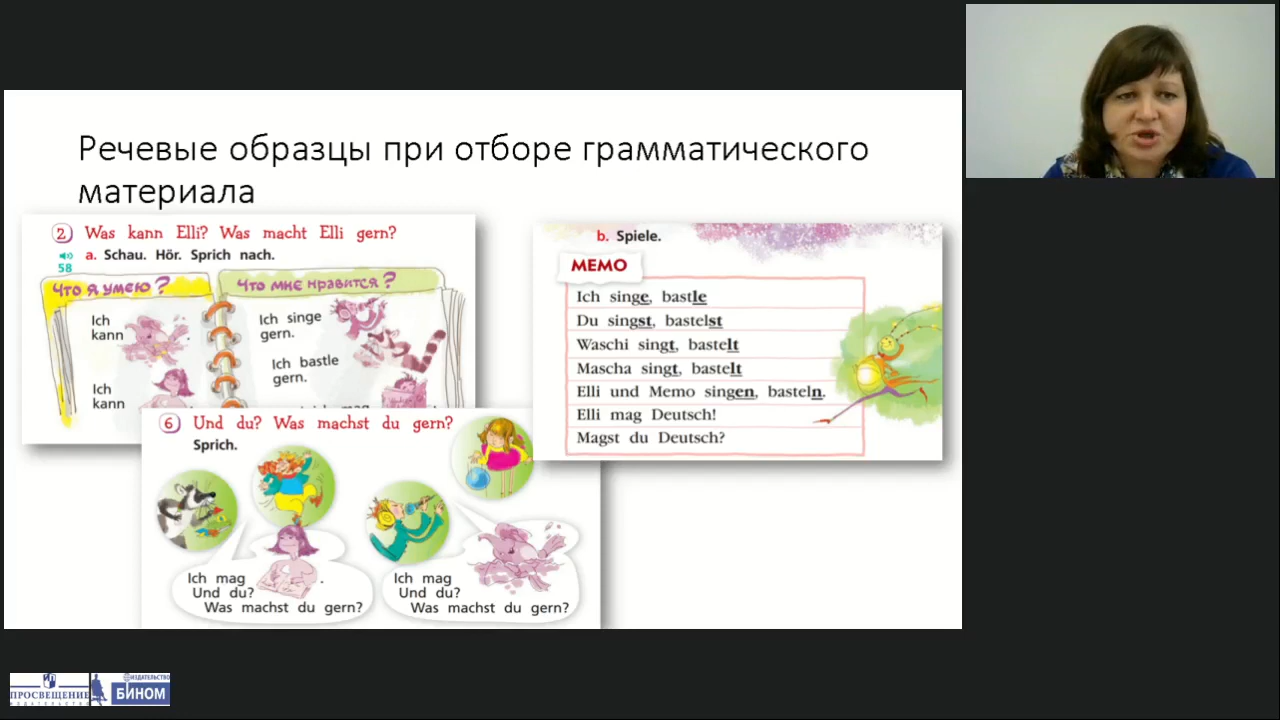 Речевые образцы при отборе грамматического
материала
2 Was kann Elli? Was macht Elli gern?
58
a. Schau. Hör. Sprich nach.
Что я умею?
Ich
kann
.
Ich
kann
Что мне нравится?
Ich singe
gern.
Ich bastle
gern.
6 Und du? Was machst du gern?
Sprich.
Ich mag
.
Und du?
Was machst du gern?
Ich mag
Und du?
Was machst du gern?
b. Spiele.
MEMO
Ich singe, bastle
Du singst, bastelst
Waschi singt, bastelt
Mascha singt, bastelt
Elli und Memo singen, basteln.
Elli mag Deutsch!
Magst du Deutsch?
ПРОСВЕЩЕНИЕ
ИЗДАТЕЛЬСТВО
ИЗДАТЕЛЬСТВО
БИНОМ